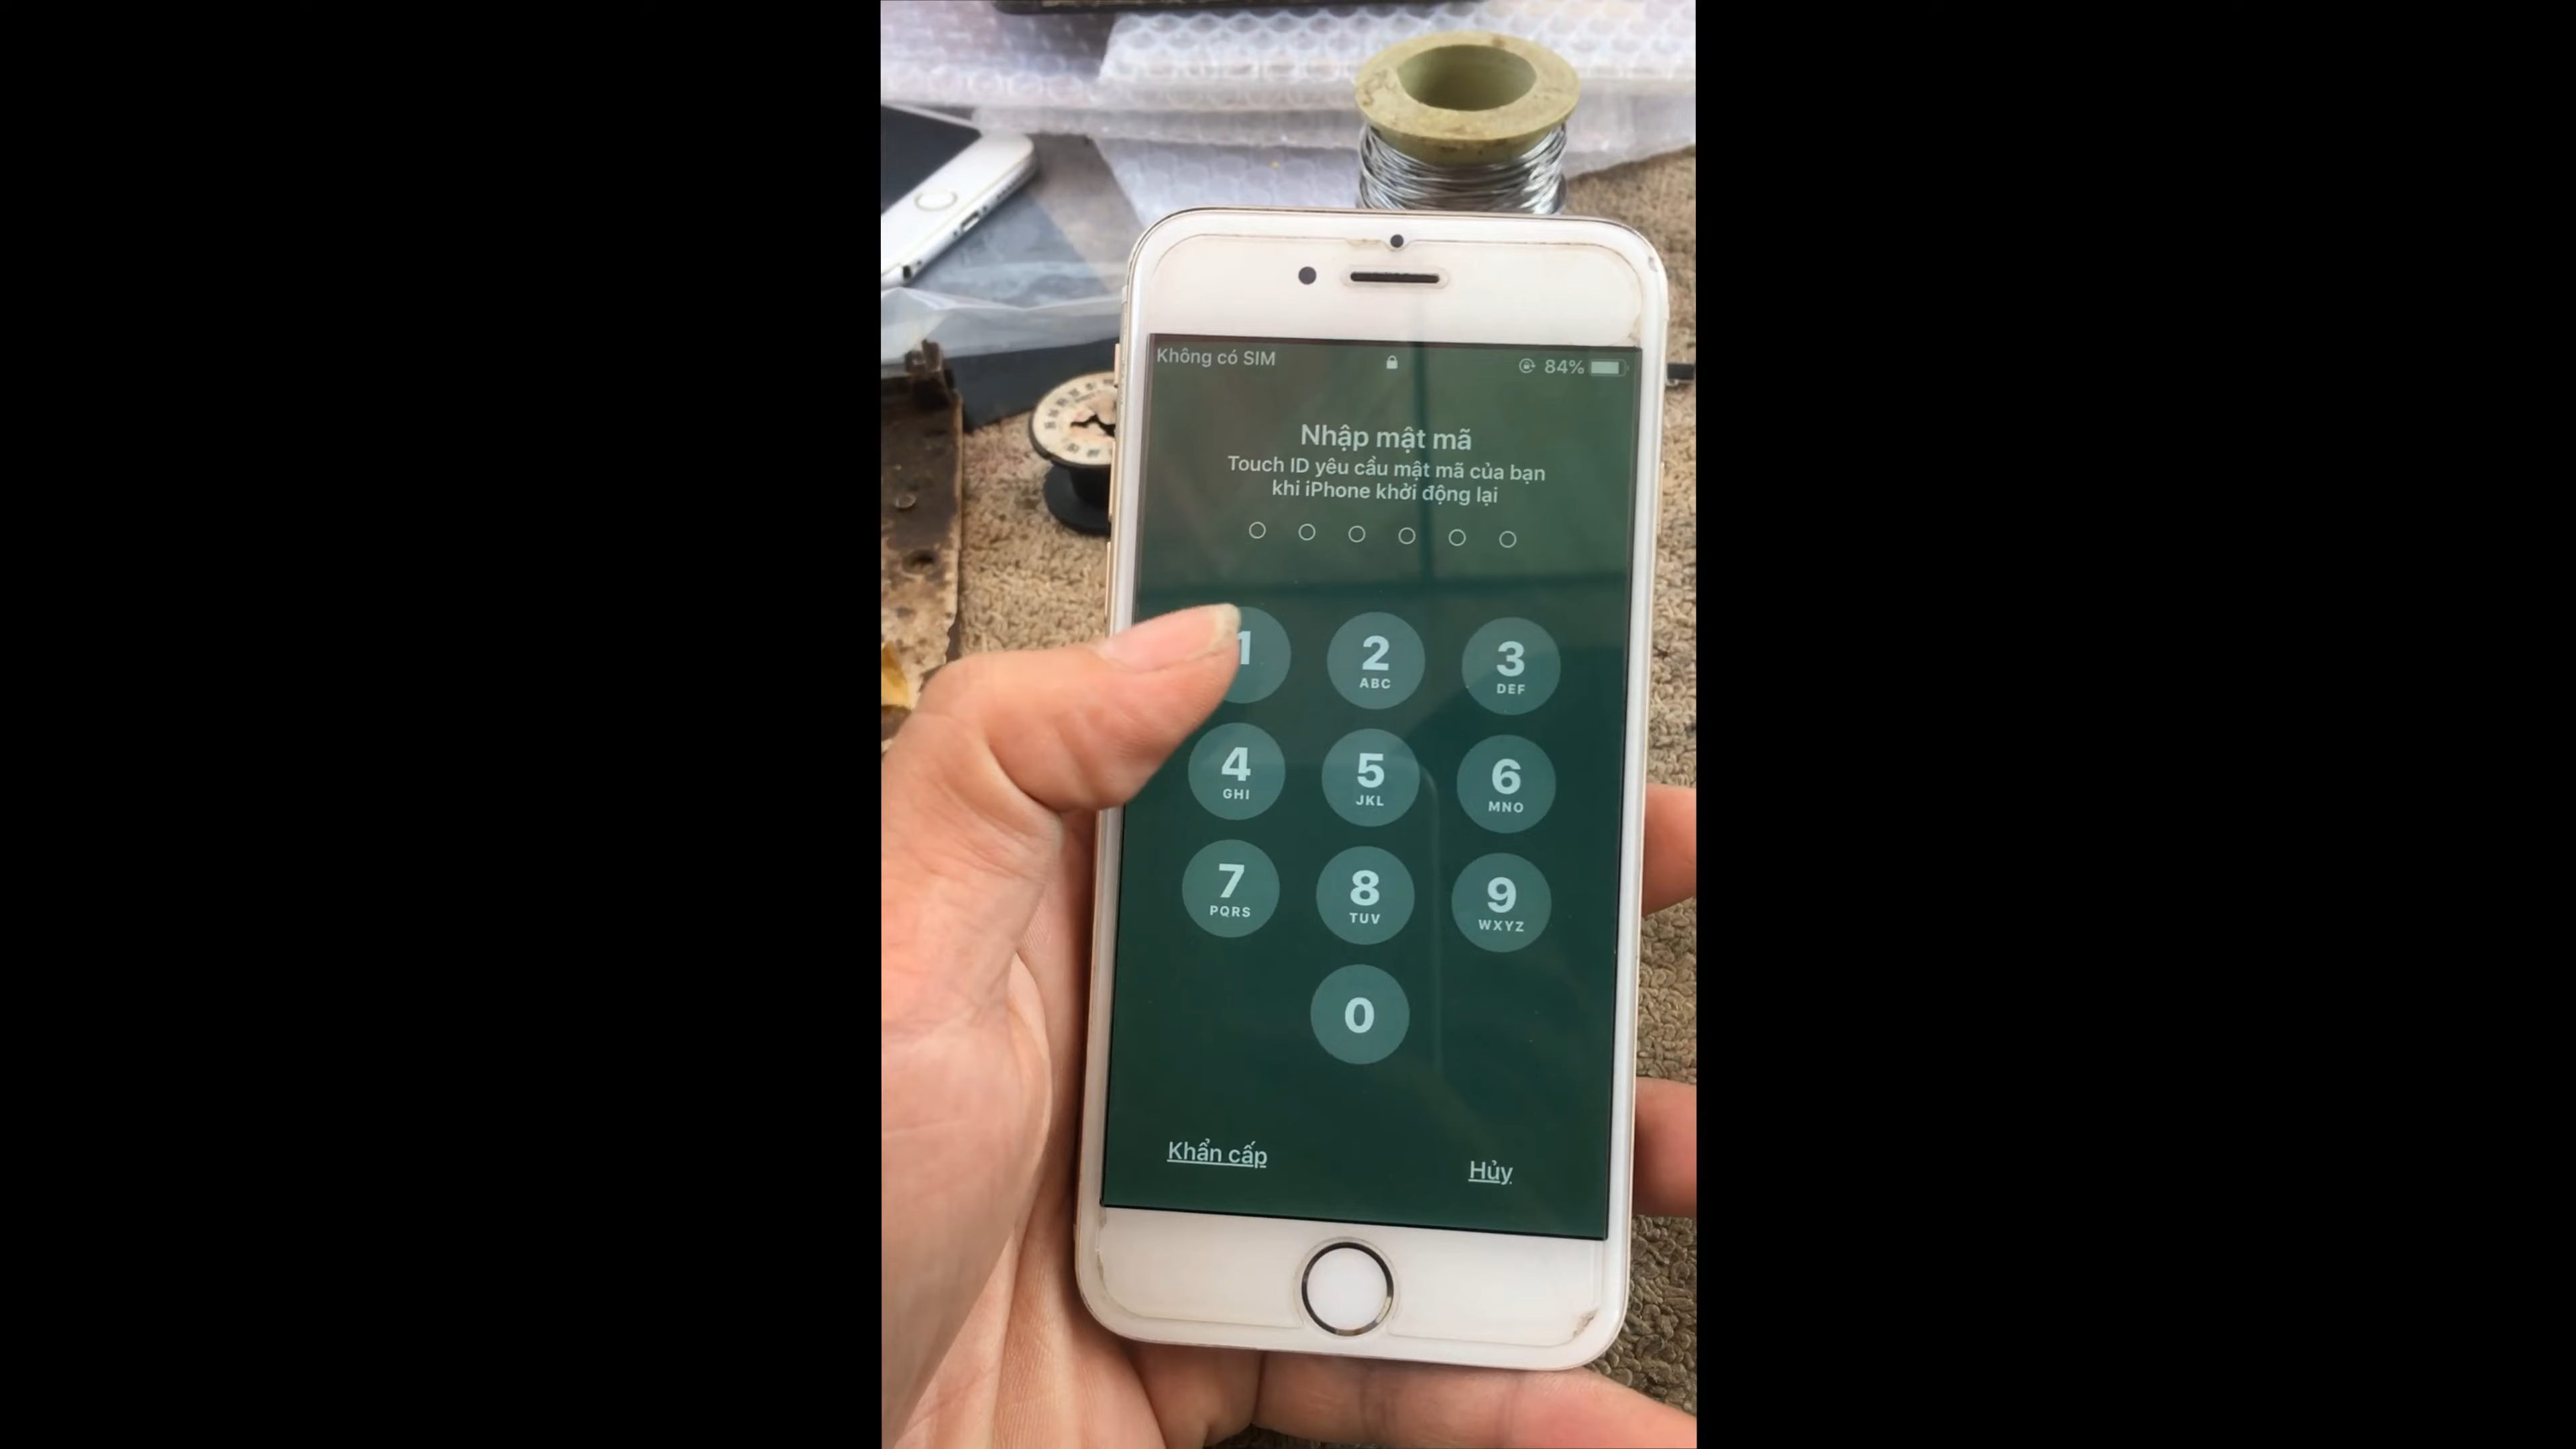 Không có SIM 84%
Nhập mật mã
Touch ID yêu cầu mật mã của bạn
khi iPhone khởi động lại
1 2 3
ABC DEF
4 5 6
GHI JKL MNO
7 8 9
PQRS TUV WXYZ
0
Khẩn cấp Hủy